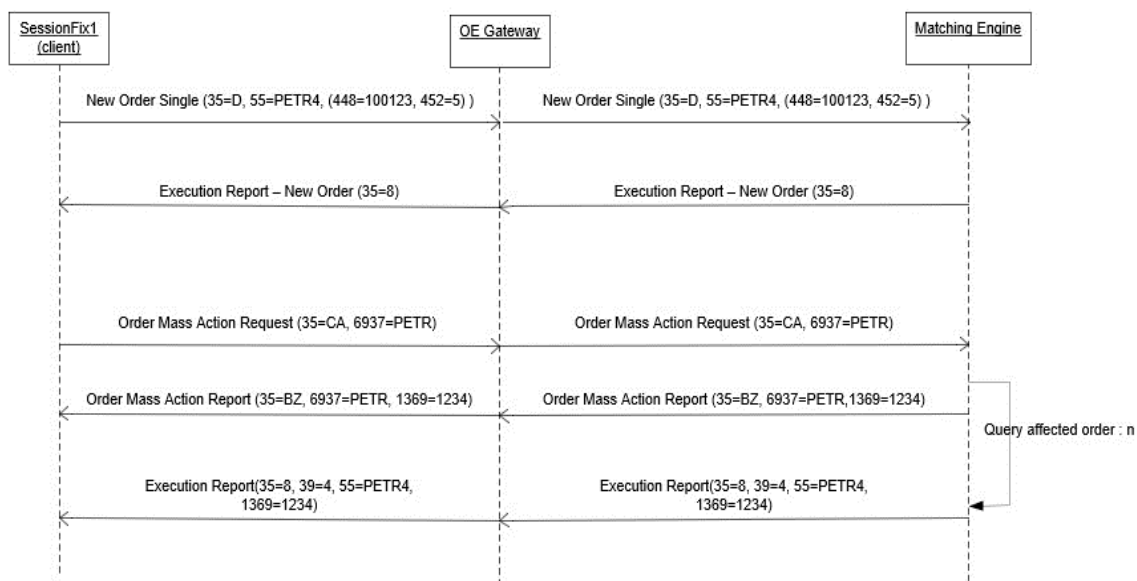 SessionFix1
(client)
OE Gateway
Matching Engine
New Order Single (35=D, 55=PETR4, (448=100123, 452=5) )
New Order Single (35=D, 55=PETR4, (448=100123, 452=5) )
Execution Report – New Order (35=8)
Execution Report – New Order (35=8)
Order Mass Action Request (35=CA, 6937=PETR)
Order Mass Action Request (35=CA, 6937=PETR)
Order Mass Action Report (35=BZ, 6937=PETR, 1369=1234)
Order Mass Action Report (35=BZ, 6937=PETR,1369=1234)
Query affected order : n
Execution Report(35=8, 39=4, 55=PETR4,
1369=1234)
Execution Report(35=8, 39=4, 55=PETR4,
1369=1234)